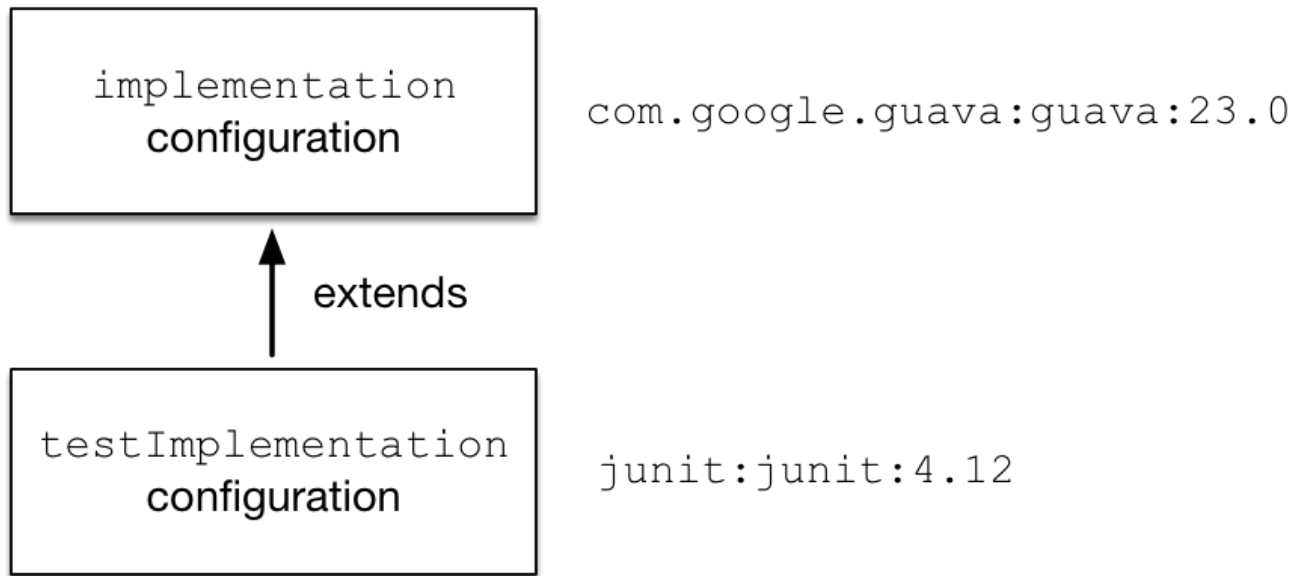 implementation
configuration
com.google.guava:guava:23.0
extends
testImplementation
configuration
junit:junit:4.12